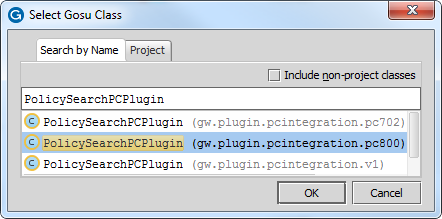 Select Gosu Class
Search by Name Project
Include non-project classes
PolicySearchPCPlugin
PolicySearchPCPlugin (gw.plugin.pcintegration.pc702)
PolicySearchPCPlugin (gw.plugin.pcintegration.pc800)
PolicySearchPCPlugin (gw.plugin.pcintegration.v1)
OK Cancel